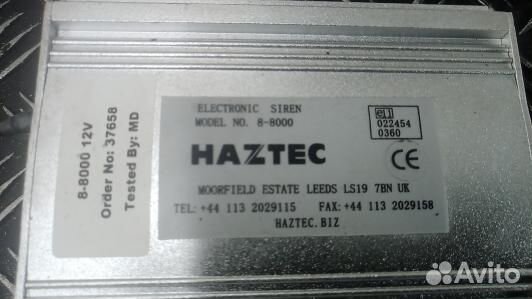 8-8000 12V
Order No: 37658
Tested By: MD
ELECTRONIC SIREN
MODEL NO. 8-8000
e11
022454
0360
HAZTEC
CE
MOORFIELD ESTATE LEEDS LS19 7BN UK
TEL: +44 113 2029115 FAX: +44 113 2029158
HAZTEC.BIZ
Avito